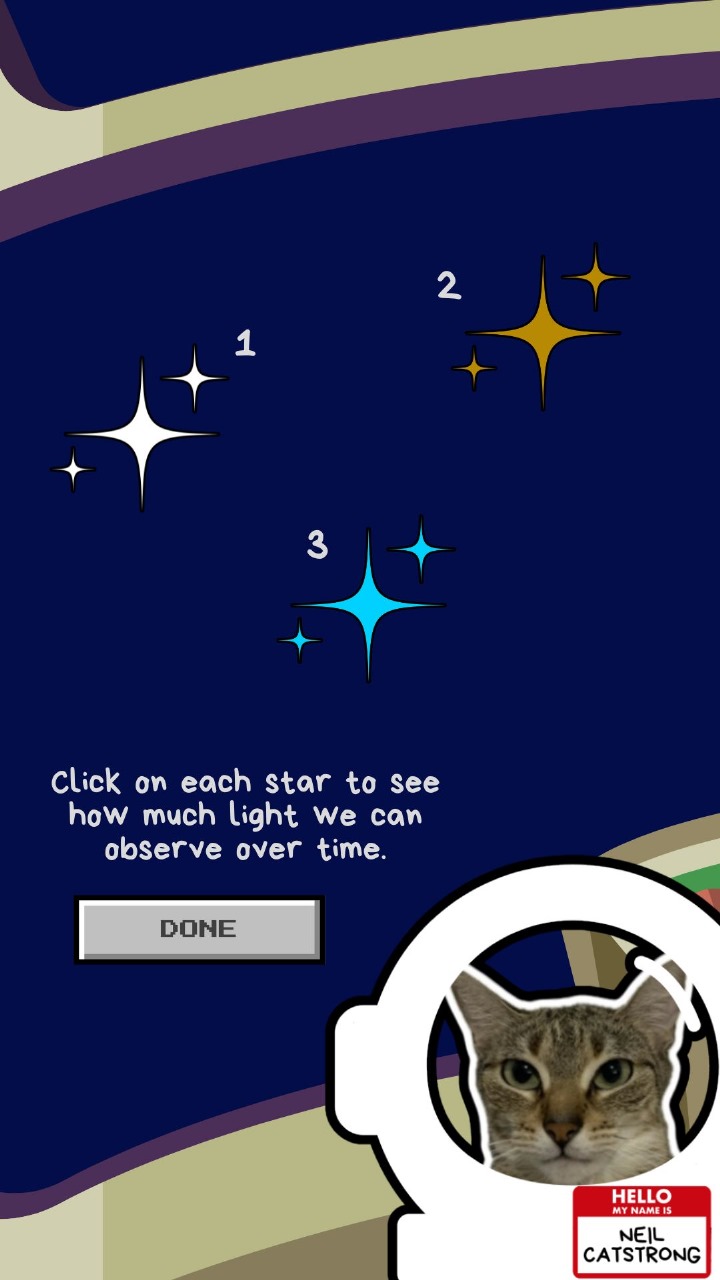 2
1
3
Click on each star to see
how much light we can
observe over time.
DONE
HELLO
MY NAME IS
NEIL
CATSTRONG